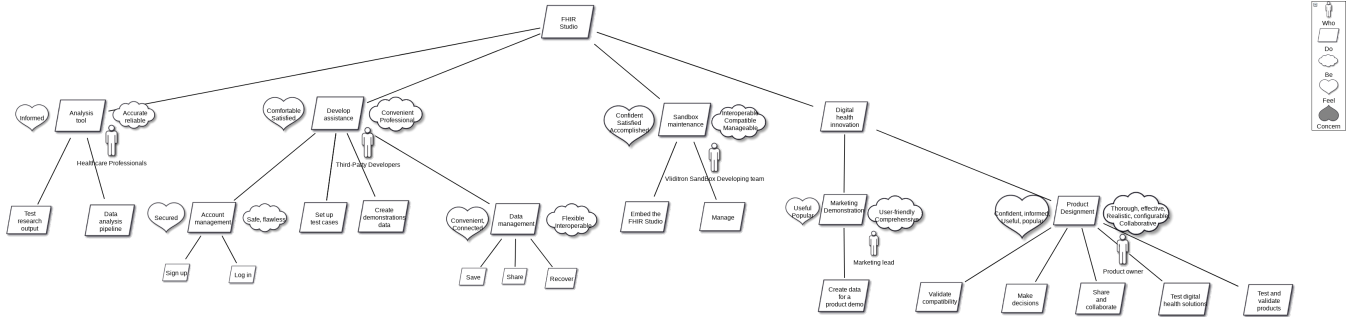 FHIR
Studio
Who
Do
Be
Feel
Concern
Informed
Analysis
tool
Accurate
reliable
Healthcare Professionals
Test
research
output
Data
analysis
pipeline
Comfortable
Satisfied
Develop
assistance
Convenient
Professional
Third-Party Developers
Secured
Account
management
Safe, flawless
Sign up
Log in
Set up
test cases
Create
demonstrations
data
Convenient,
Connected
Data
management
Flexible
Interoperable
Save
Share
Recover
Confident
Satisfied
Accomplished
Sandbox
maintenance
Interoperable
Compatible
Manageable
Vliditron SandBox Developing team
Embed the
FHIR Studio
Manage
Digital
health
innovation
Useful
Popular
Marketing
Demonstration
User-friendly
Comprehensive
Marketing lead
Create data
for a
product demo
Confident, informed
Useful, popular
Product
Designment
Thorough, effective,
Realistic, configurable
Collaborative
Product owner
Validate
compatibility
Make
decisions
Share
and
collaborate
Test digital
health solutions
Test and
validate
products